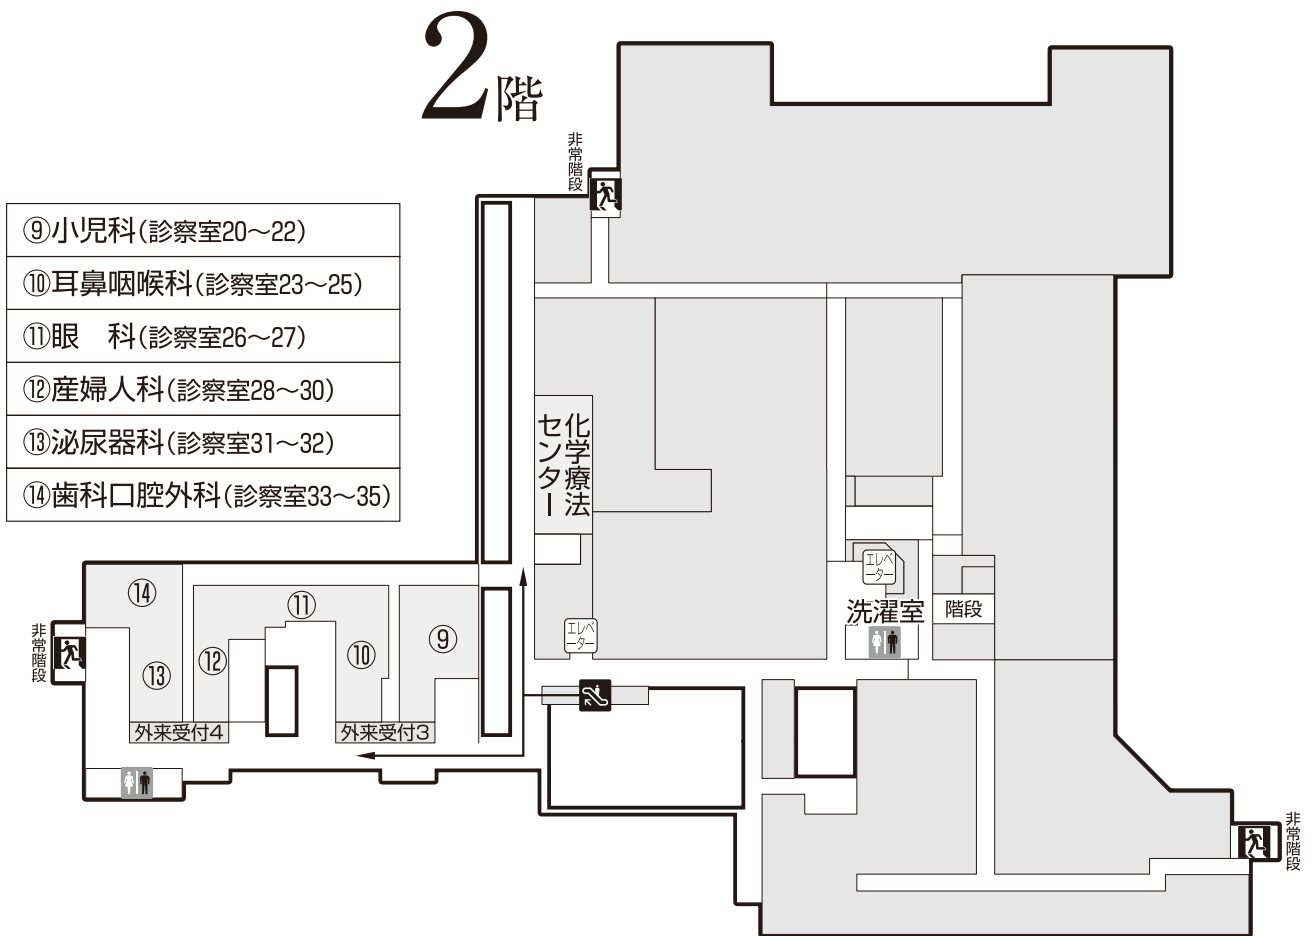 2階
非常階段
⑨小児科(診察室20〜22)
⑩耳鼻咽喉科(診察室23〜25)
⑪眼　科(診察室26〜27)
⑫産婦人科(診察室28〜30)
⑬泌尿器科(診察室31〜32)
⑭歯科口腔外科(診察室33〜35)
化学療法
センター
エレベ
ーター
洗濯室
階段
⑭
⑪
⑨
エレベ
ーター
非常階段
⑬
⑫
⑩
外来受付4
外来受付3
非常階段